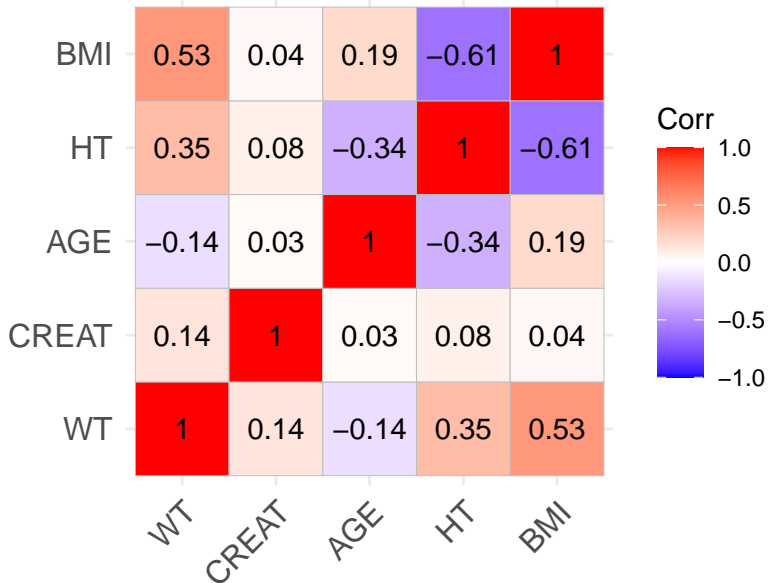 BMI 0.53 0.04 0.19 −0.61 1
HT 0.35 0.08 −0.34 1 −0.61
AGE −0.14 0.03 1 −0.34 0.19
CREAT 0.14 1 0.03 0.08 0.04
WT 1 0.14 −0.14 0.35 0.53
WT CREAT AGE HT BMI
Corr
1.0
0.5
0.0
−0.5
−1.0